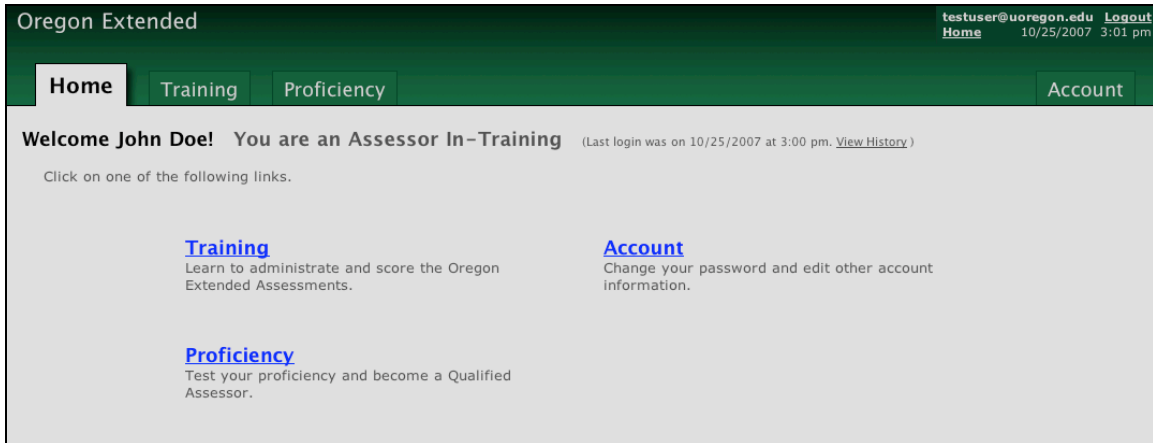 Oregon Extended
testuser@uoregon.edu Logout
Home 10/25/2007 3:01 pm
Home Training Proficiency Account
Welcome John Doe! You are an Assessor In-Training (Last login was on 10/25/2007 at 3:00 pm. View History )
Click on one of the following links.
Training
Learn to administrate and score the Oregon
Extended Assessments.
Account
Change your password and edit other account
information.
Proficiency
Test your proficiency and become a Qualified
Assessor.